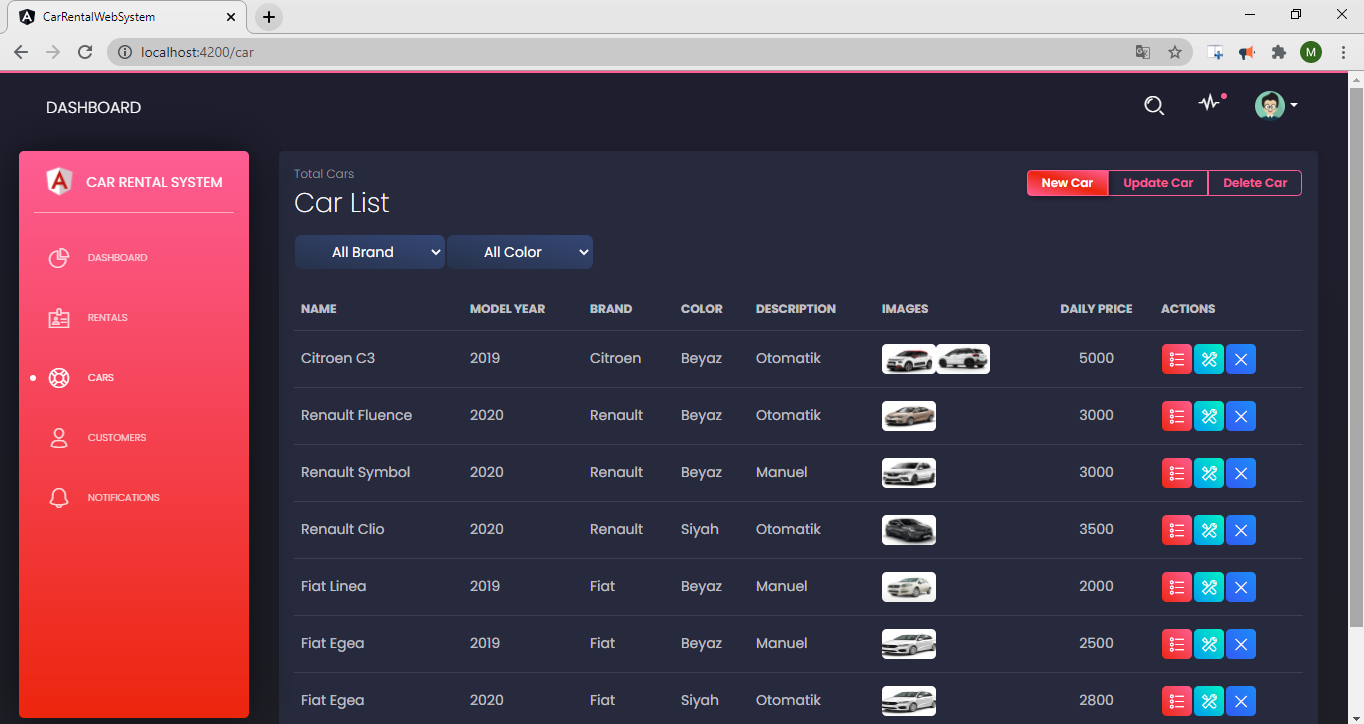 CarRentalWebSystem
localhost:4200/car
M
DASHBOARD
CAR RENTAL SYSTEM
DASHBOARD
RENTALS
CARS
CUSTOMERS
NOTIFICATIONS
Total Cars
Car List
New Car Update Car Delete Car
All Brand All Color
NAME MODEL YEAR BRAND COLOR DESCRIPTION IMAGES DAILY PRICE ACTIONS
Citroen C3 2019 Citroen Beyaz Otomatik 5000
Renault Fluence 2020 Renault Beyaz Otomatik 3000
Renault Symbol 2020 Renault Beyaz Manuel 3000
Renault Clio 2020 Renault Siyah Otomatik 3500
Fiat Linea 2019 Fiat Beyaz Manuel 2000
Fiat Egea 2019 Fiat Beyaz Manuel 2500
Fiat Egea 2020 Fiat Siyah Otomatik 2800